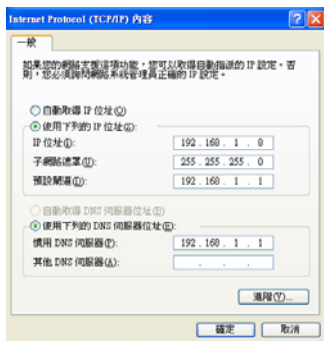 Internet Protocol (TCP/IP) 內容
一般
如果您的網路支援這項功能，您可以取得自動指派的 IP 設定。否
則，您必須詢問網路系統管理員正確的 IP 設定。
自動取得 IP 位址(O)
使用下列的 IP 位址(S):
IP 位址(I): 192 . 168 . 1 . 8
子網路遮罩(U): 255 . 255 . 255 . 0
預設閘道(D): 192 . 168 . 1 . 1
自動取得 DNS 伺服器位址(B)
使用下列的 DNS 伺服器位址(E):
慣用 DNS 伺服器(P): 192 . 168 . 1 . 1
其他 DNS 伺服器(A): . . .
進階(V)...
確定 取消